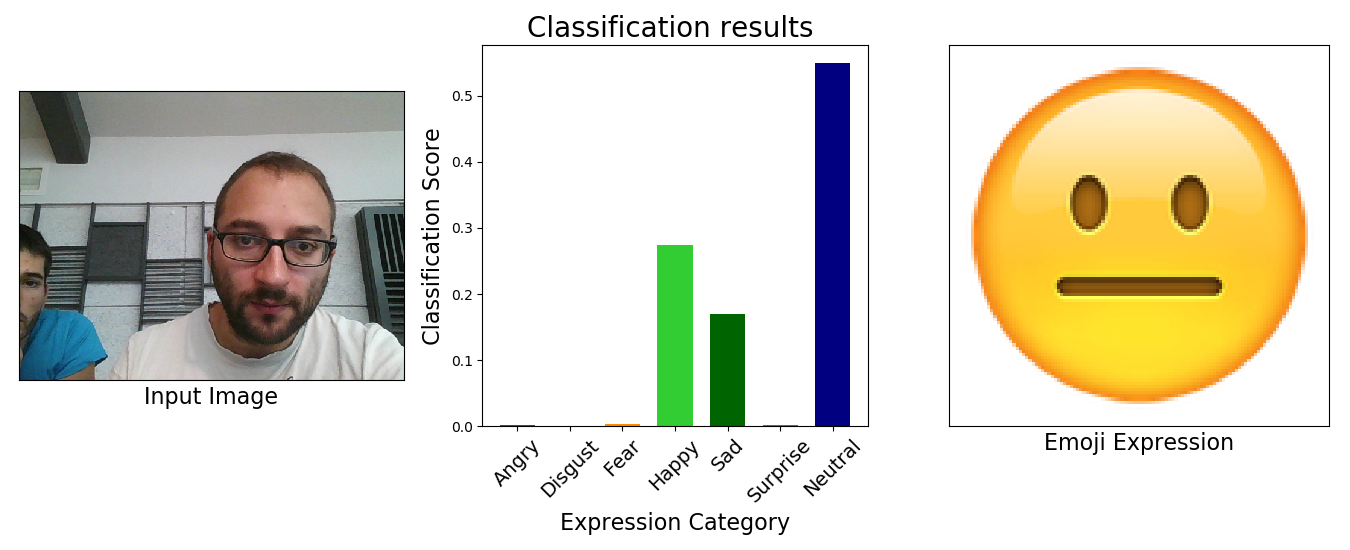 Classification results
Classification Score
0.5
0.4
0.3
0.2
0.1
0.0
Angry
Disgust
Fear
Happy
Sad
Surprise
Neutral
Expression Category
Input Image
Emoji Expression